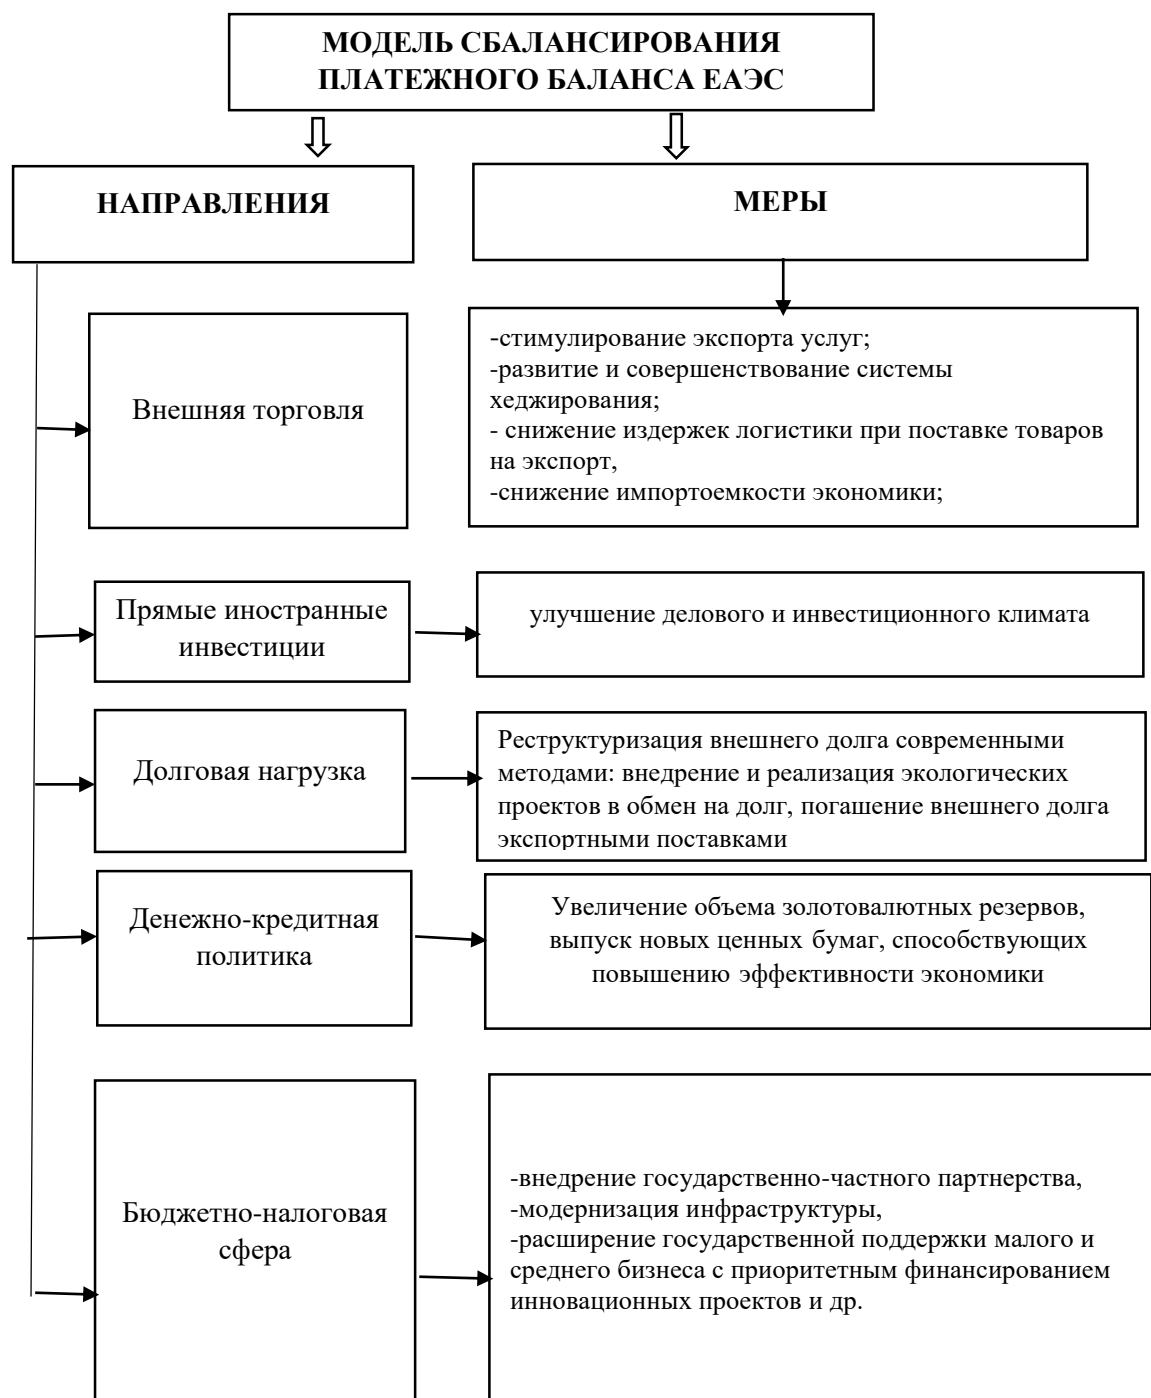 МОДЕЛЬ СБАЛАНСИРОВАНИЯ
ПЛАТЕЖНОГО БАЛАНСА ЕАЭС
НАПРАВЛЕНИЯ
МЕРЫ
Внешняя торговля
-стимулирование экспорта услуг;
-развитие и совершенствование системы
хеджирования;
- снижение издержек логистики при поставке товаров
на экспорт,
-снижение импортоемкости экономики;
Прямые иностранные
инвестиции
улучшение делового и инвестиционного климата
Долговая нагрузка
Реструктуризация внешнего долга современными
методами: внедрение и реализация экологических
проектов в обмен на долг, погашение внешнего долга
экспортными поставками
Денежно-кредитная
политика
Увеличение объема золотовалютных резервов,
выпуск новых ценных бумаг, способствующих
повышению эффективности экономики
Бюджетно-налоговая
сфера
-внедрение государственно-частного партнерства,
-модернизация инфраструктуры,
-расширение государственной поддержки малого и
среднего бизнеса с приоритетным финансированием
инновационных проектов и др.